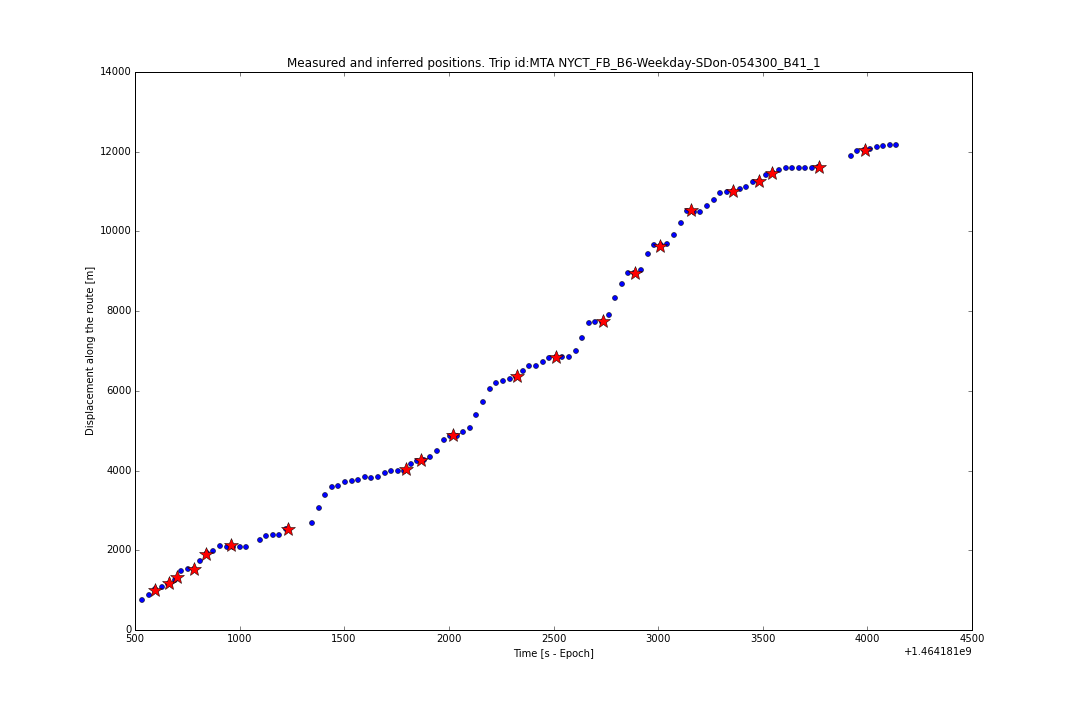 Measured and inferred positions. Trip id:MTA NYCT_FB_B6-Weekday-SDon-054300_B41_1
14000
12000
10000
8000
6000
4000
2000
0
Displacement along the route [m]
500 1000 1500 2000 2500 3000 3500 4000 4500
Time [s - Epoch]
+1.464181e9